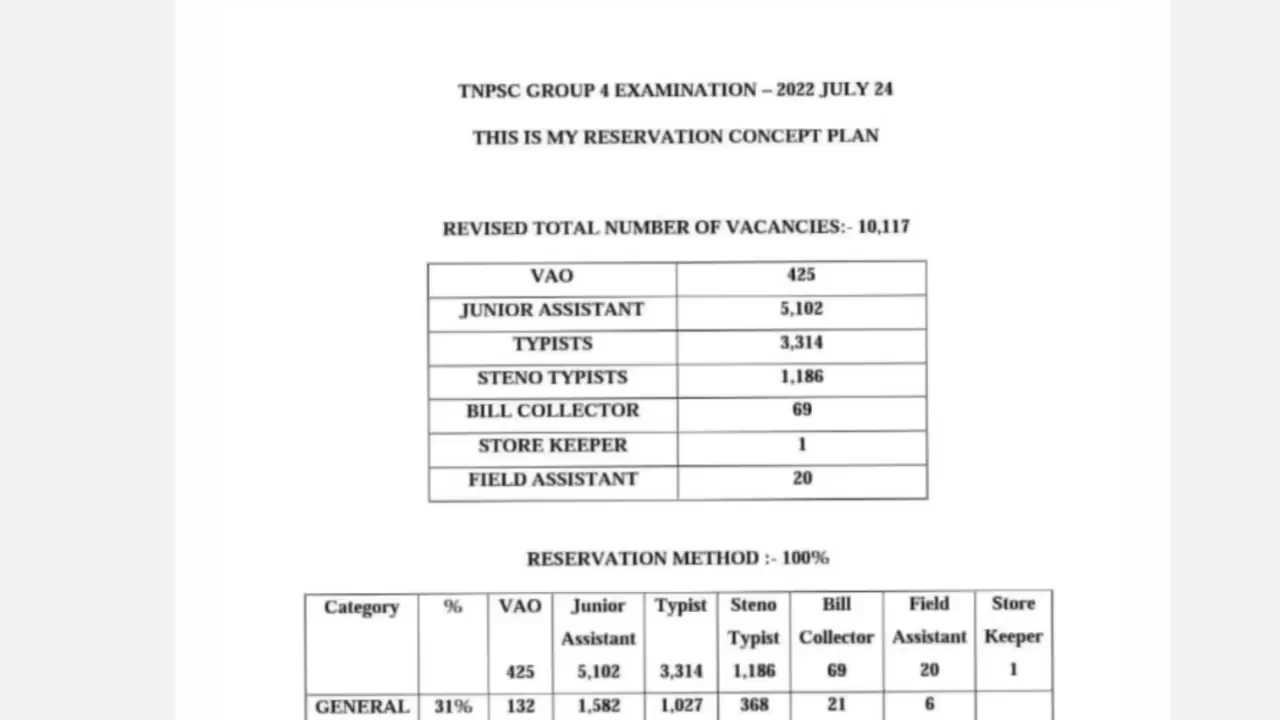 TNPSC GROUP 4 EXAMINATION – 2022 JULY 24
THIS IS MY RESERVATION CONCEPT PLAN
REVISED TOTAL NUMBER OF VACANCIES:- 10,117
VAO 425
JUNIOR ASSISTANT 5,102
TYPISTS 3,314
STENO TYPISTS 1,186
BILL COLLECTOR 69
STORE KEEPER 1
FIELD ASSISTANT 20
RESERVATION METHOD :- 100%
Category % VAO Junior Typist Steno Bill Field Store
Assistant Typist Collector Assistant Keeper
425 5,102 3,314 1,186 69 20 1
GENERAL 31% 132 1,582 1,027 368 21 6